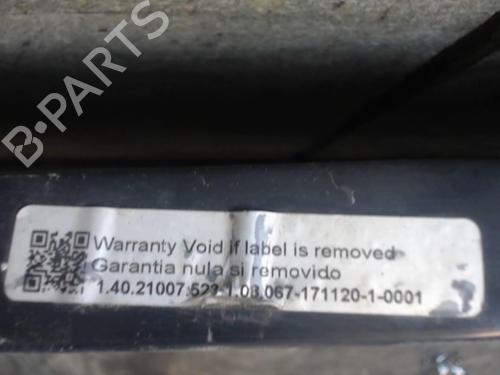 B-PARTS
Warranty Void if label is removed
Garantia nula si removido
1.40.21007.523-1.08.067-171120-1-0001